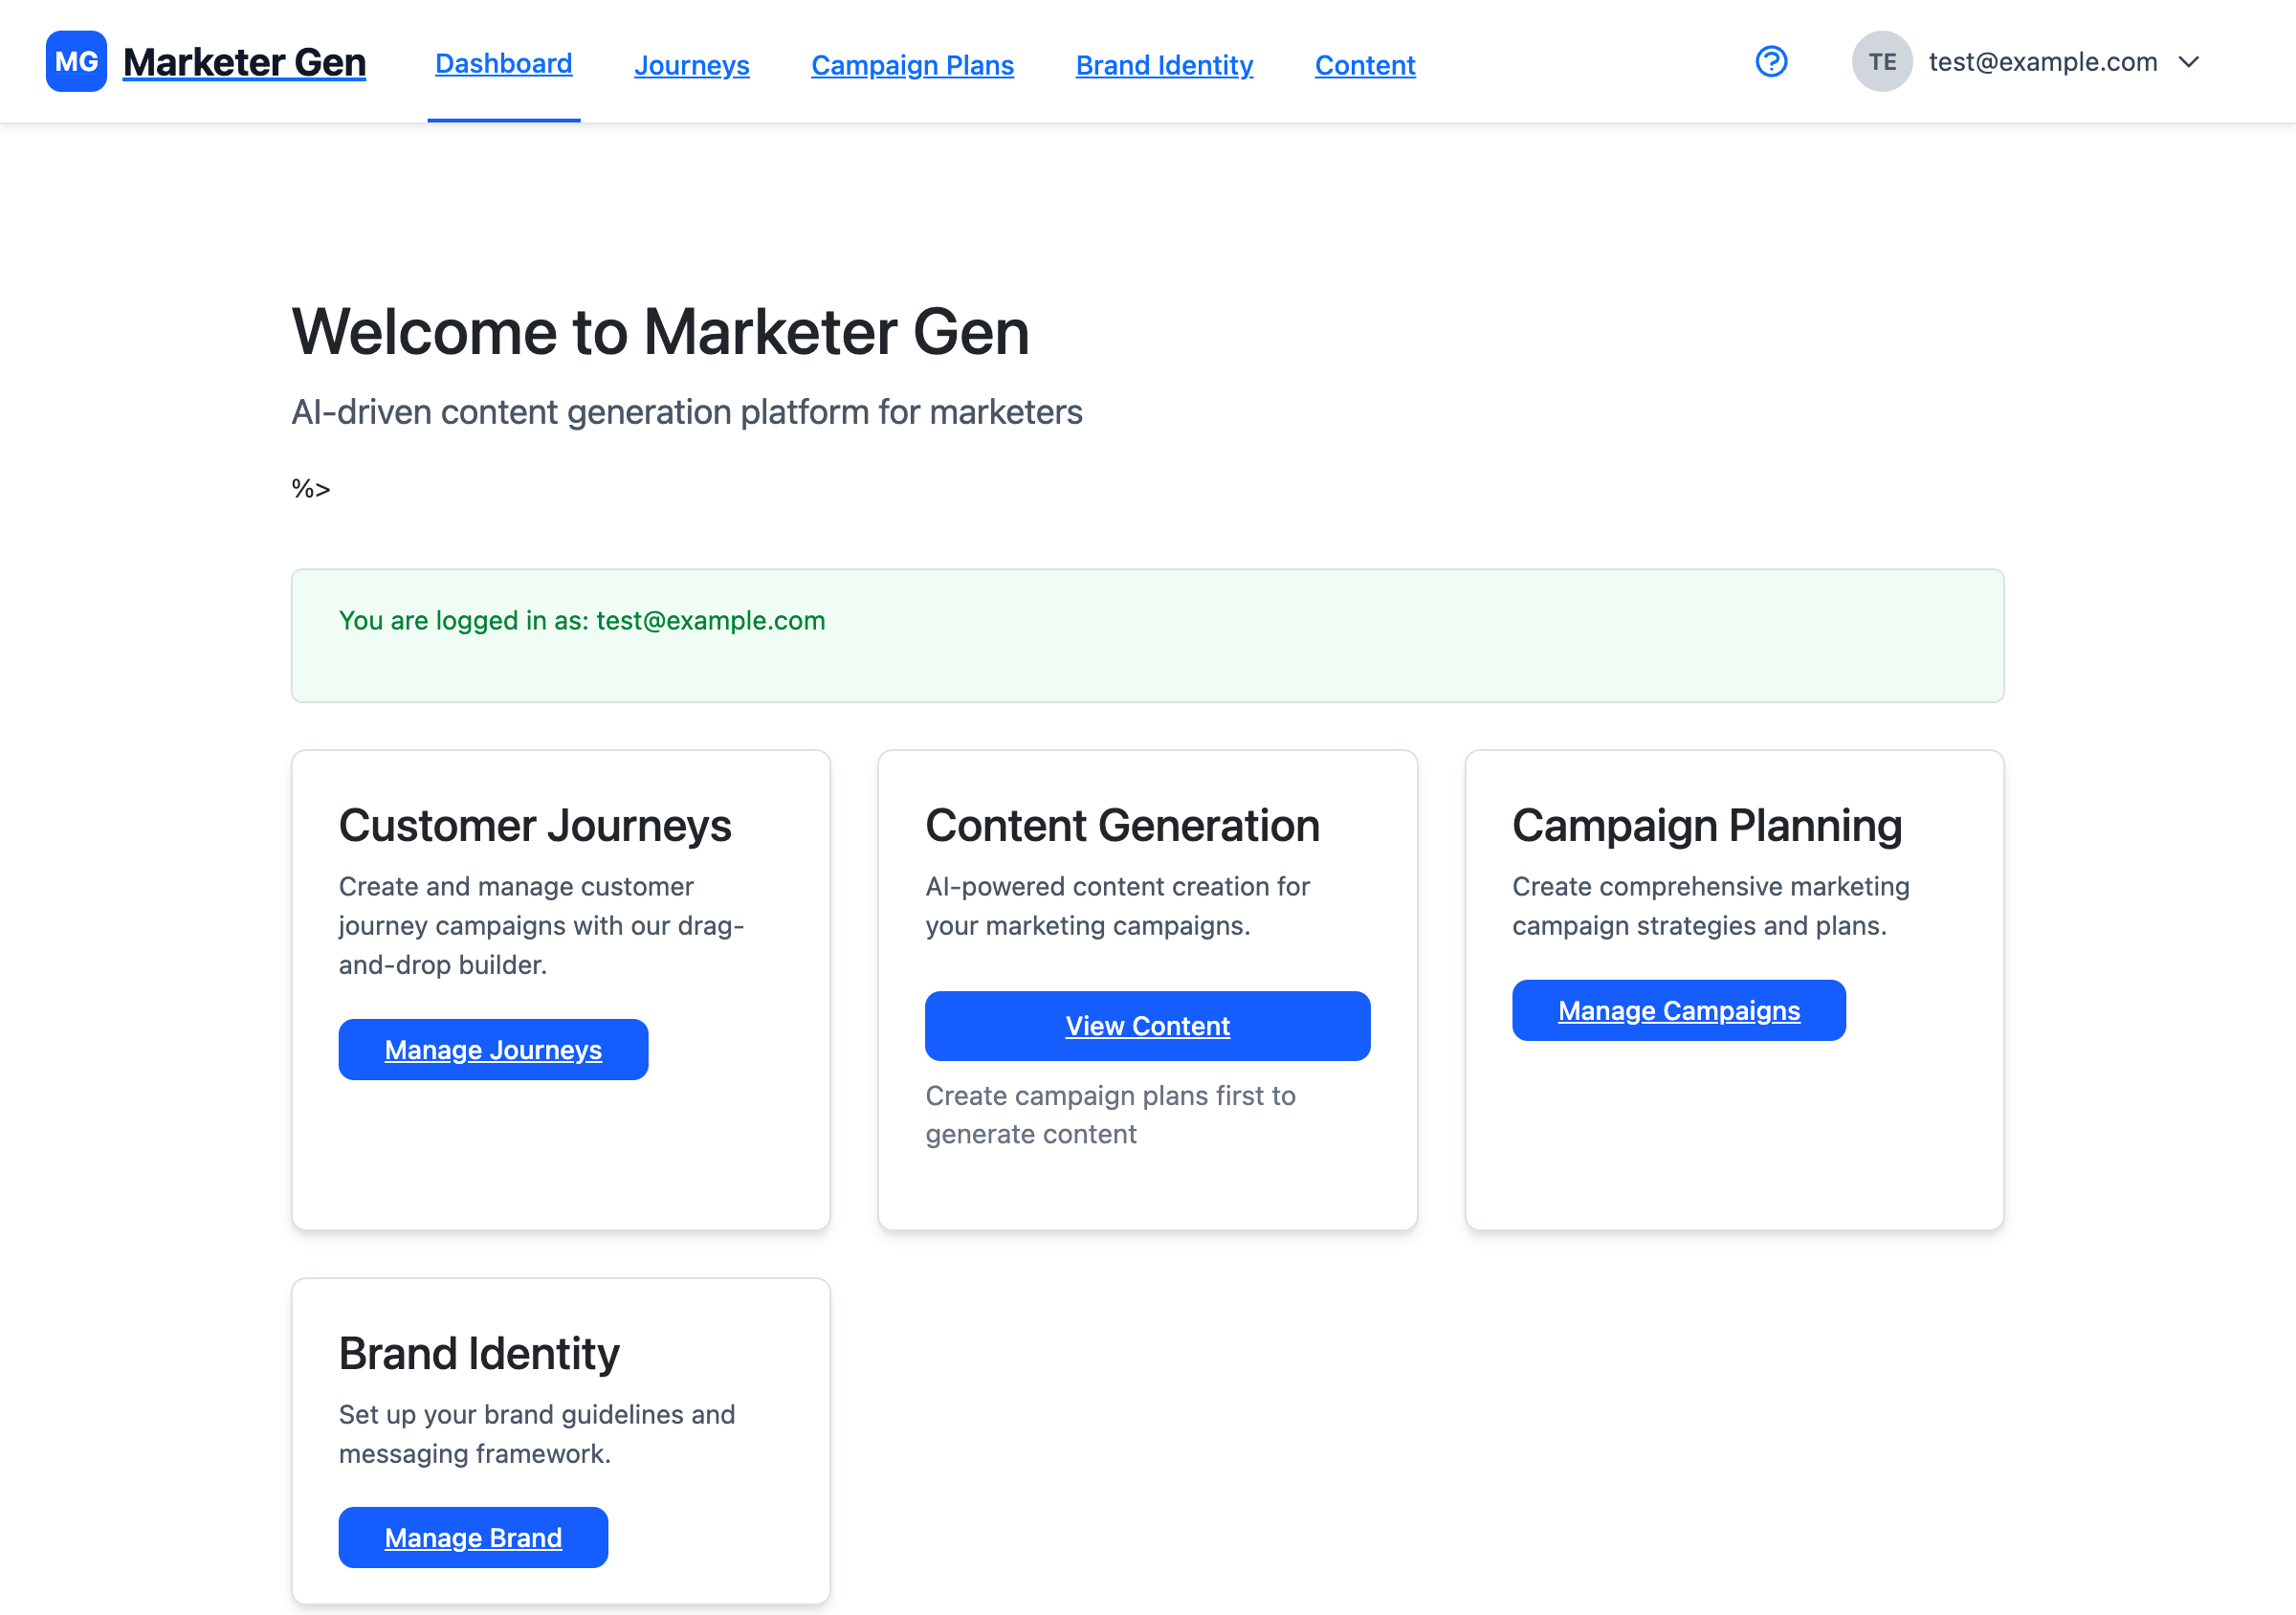 MG Marketer Gen Dashboard Journeys Campaign Plans Brand Identity Content TE test@example.com
Welcome to Marketer Gen
AI-driven content generation platform for marketers
%>
You are logged in as: test@example.com
Customer Journeys
Create and manage customer
journey campaigns with our drag-
and-drop builder.
Manage Journeys
Content Generation
AI-powered content creation for
your marketing campaigns.
View Content
Create campaign plans first to
generate content
Campaign Planning
Create comprehensive marketing
campaign strategies and plans.
Manage Campaigns
Brand Identity
Set up your brand guidelines and
messaging framework.
Manage Brand